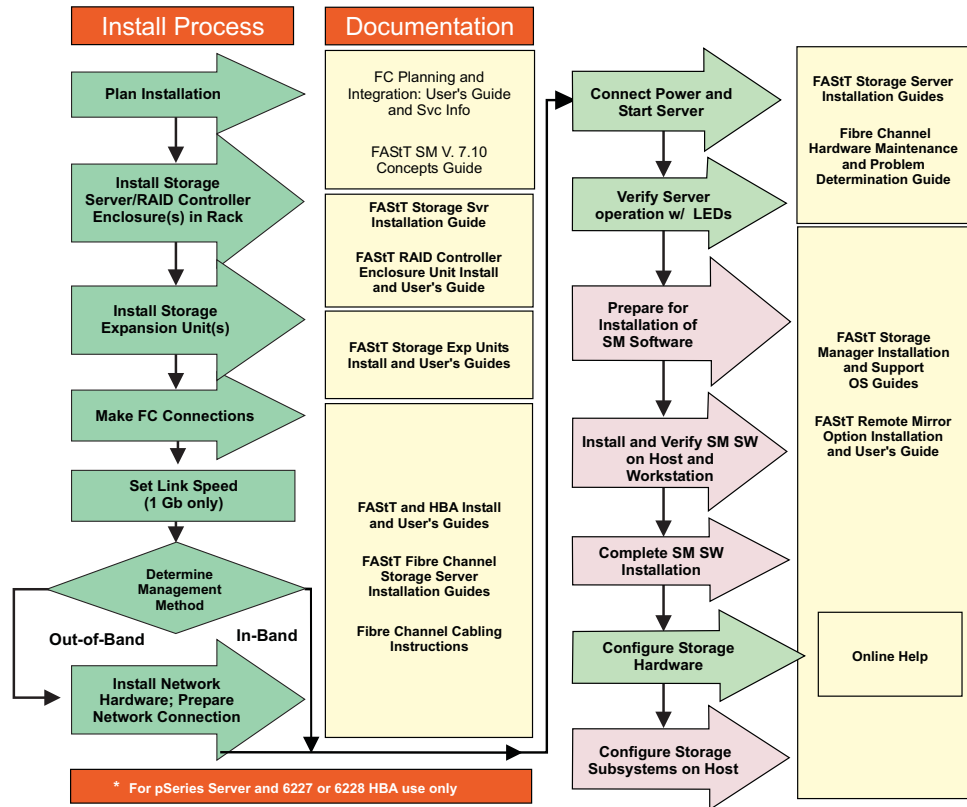 Install Process
Plan Installation
Install Storage
Server/RAID Controller
Enclosure(s) in Rack
Install Storage
Expansion Unit(s)
Make FC Connections
Set Link Speed
(1 Gb only)
Determine
Management
Method
Out-of-Band
In-Band
Install Network
Hardware; Prepare
Network Connection
Documentation
FC Planning and
Integration: User's Guide
and Svc Info
FAStT SM V. 7.10
Concepts Guide
FAStT Storage Svr
Installation Guide
FAStT RAID Controller
Enclosure Unit Install
and User's Guide
FAStT Storage Exp Units
Install and User's Guides
FAStT and HBA Install
and User's Guides
FAStT Fibre Channel
Storage Server
Installation Guides
Fibre Channel Cabling
Instructions
* For pSeries Server and 6227 or 6228 HBA use only
Connect Power and
Start Server
Verify Server
operation w/ LEDs
Prepare for
Installation of
SM Software
Install and Verify SM SW
on Host and
Workstation
Complete SM SW
Installation
Configure Storage
Hardware
Configure Storage
Subsystems on Host
FAStT Storage Server
Installation Guides
Fibre Channel
Hardware Maintenance
and Problem
Determination Guide
FAStT Storage
Manager Installation
and Support
OS Guides
FAStT Remote Mirror
Option Installation
and User's Guide
Online Help